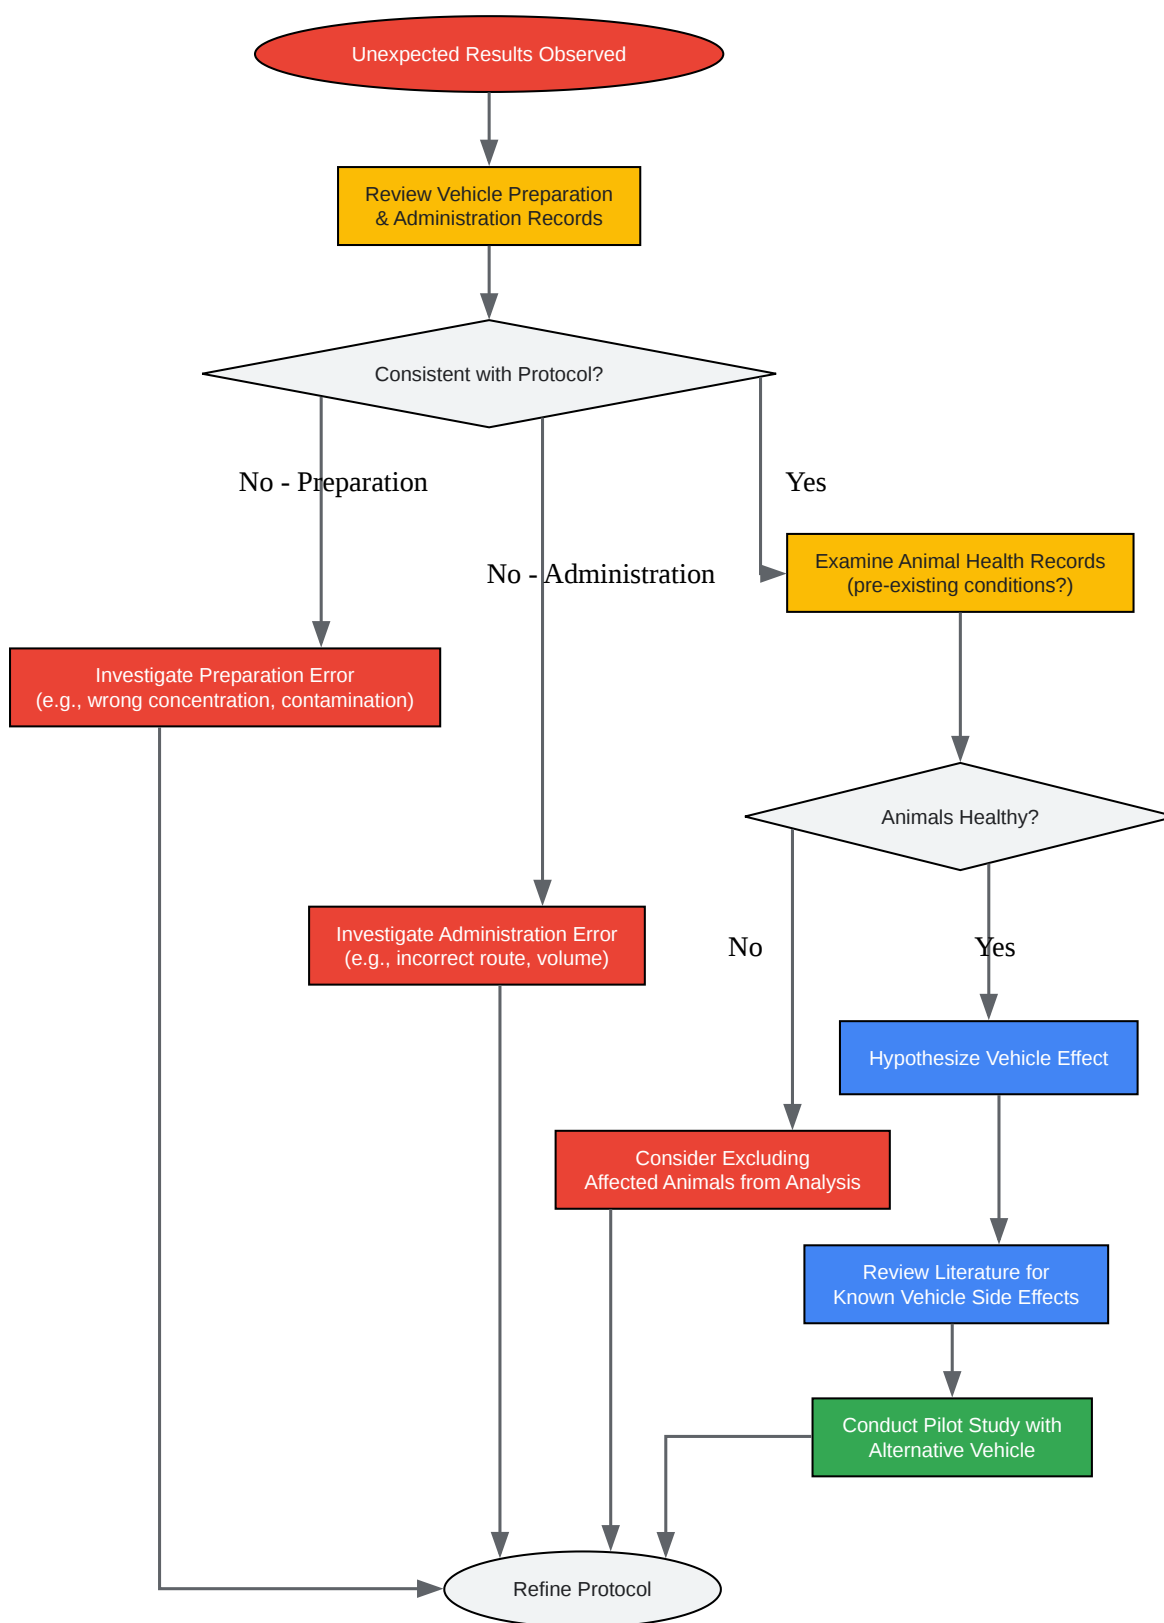 Unexpected Results Observed
Review Vehicle Preparation
& Administration Records
Consistent with Protocol?
No - Preparation
Yes
No - Administration
Examine Animal Health Records
(pre-existing conditions?)
Investigate Preparation Error
(e.g., wrong concentration, contamination)
Animals Healthy?
Investigate Administration Error
(e.g., incorrect route, volume)
No
Yes
Hypothesize Vehicle Effect
Consider Excluding
Affected Animals from Analysis
Review Literature for
Known Vehicle Side Effects
Conduct Pilot Study with
Alternative Vehicle
Refine Protocol